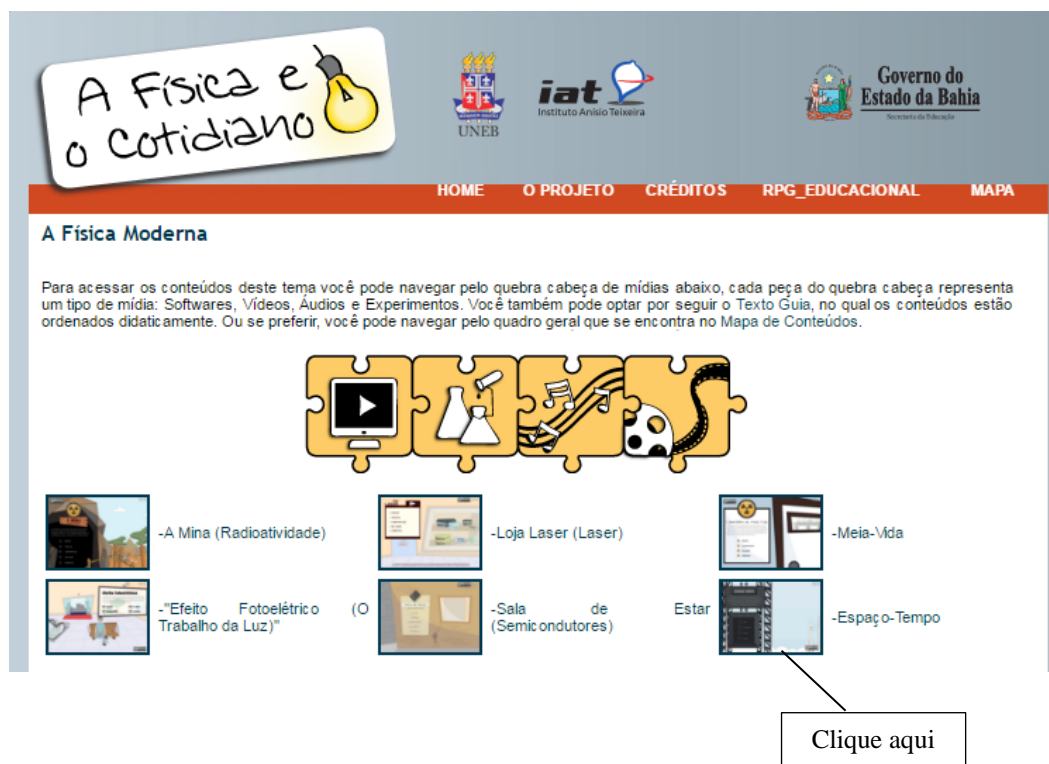 A Física e
o Cotidiano
UNEB
iat
Instituto Anísio Teixeira
Governo do
Estado da Bahia
Secretaria da Educação
HOME O PROJETO CRÉDITOS RPG_EDUCACIONAL MAPA
A Física Moderna
Para acessar os conteúdos deste tema você pode navegar pelo quebra cabeça de mídias abaixo, cada peça do quebra cabeça representa
um tipo de mídia: Softwares, Vídeos, Áudios e Experimentos. Você também pode optar por seguir o Texto Guia, no qual os conteúdos estão
ordenados didaticamente. Ou se preferir, você pode navegar pelo quadro geral que se encontra no Mapa de Conteúdos.
-A Mina (Radioatividade)
-Loja Laser (Laser)
-Meia-Vida
-"Efeito Fotoelétrico (O
Trabalho da Luz)"
-Sala de Estar
(Semicondutores)
-Espaço-Tempo
Clique aqui